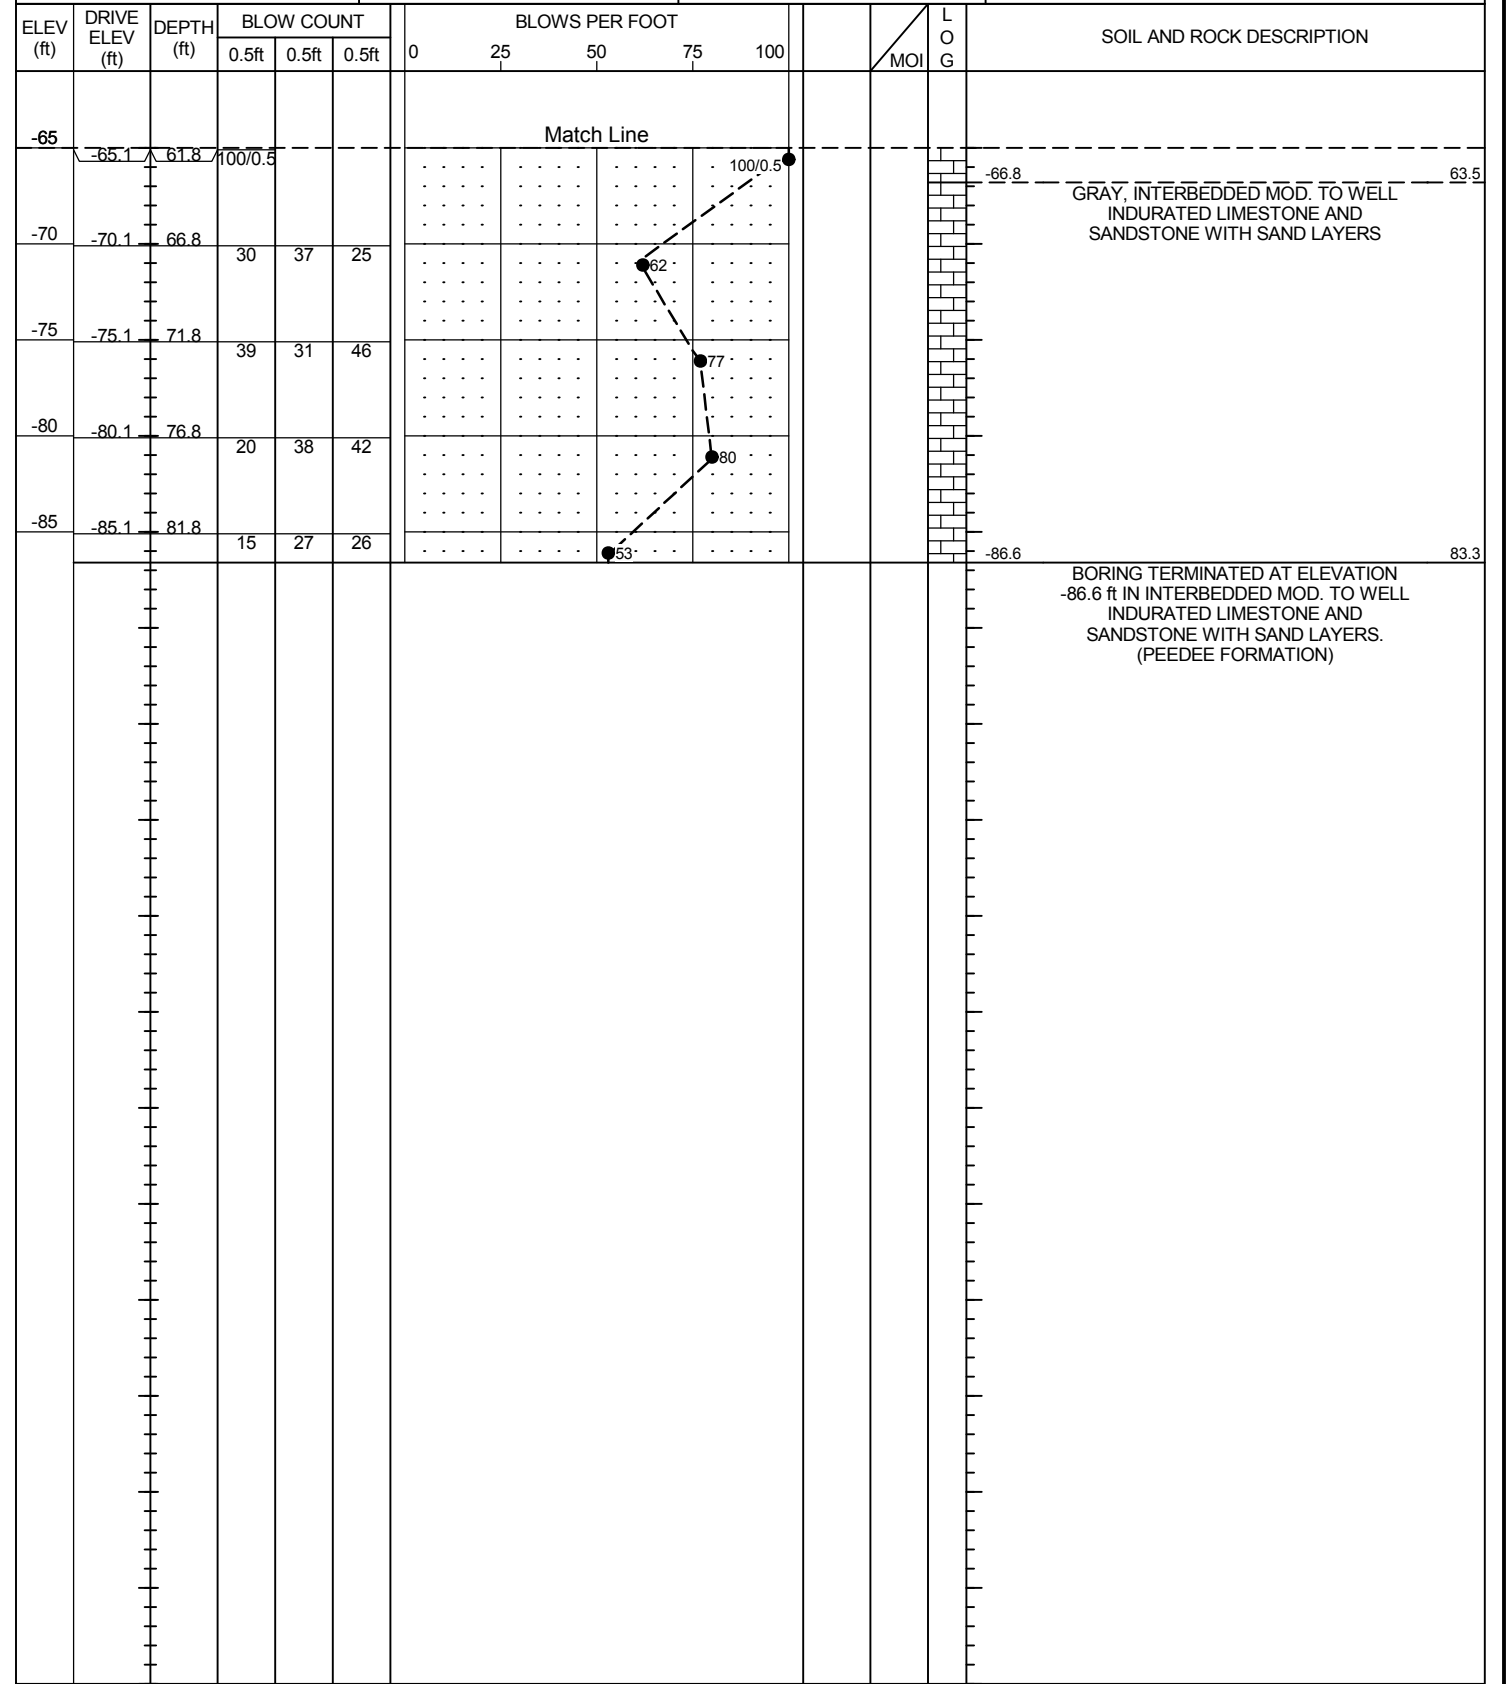 ELEV (ft) DRIVE ELEV (ft) DEPTH (ft) BLOW COUNT BLOWS PER FOOT L O G SOIL AND ROCK DESCRIPTION
0.5ft 0.5ft 0.5ft 0 25 50 75 100 MOI
-65 Match Line
-65.1 61.8 100/0.5 100/0.5
-66.8 63.5
GRAY, INTERBEDDED MOD. TO WELL
INDURATED LIMESTONE AND
SANDSTONE WITH SAND LAYERS
-70 -70.1 66.8
30 37 25 62
-75 -75.1 71.8
39 31 46 77
-80 -80.1 76.8
20 38 42 80
-85 -85.1 81.8
15 27 26 53
-86.6 83.3
BORING TERMINATED AT ELEVATION
-86.6 ft IN INTERBEDDED MOD. TO WELL
INDURATED LIMESTONE AND
SANDSTONE WITH SAND LAYERS.
(PEEDEE FORMATION)